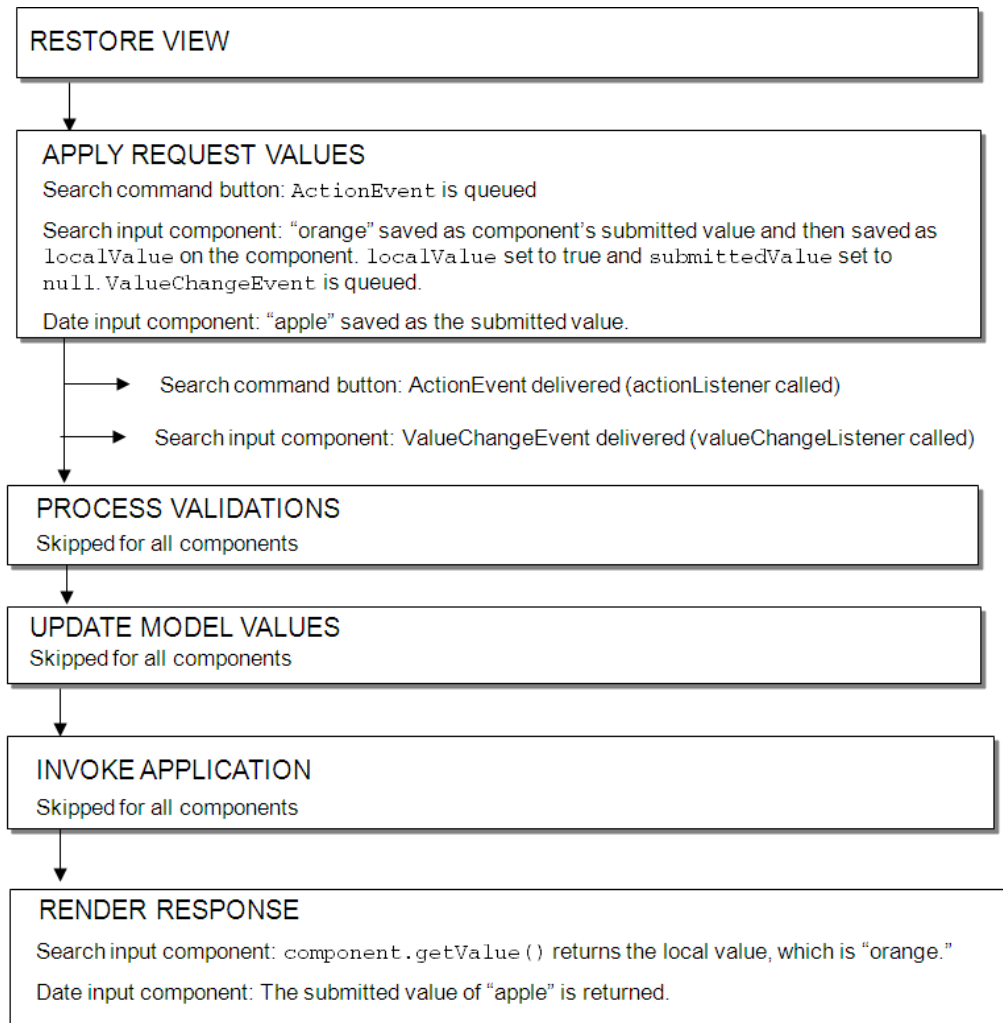 RESTORE VIEW
APPLY REQUEST VALUES
Search command button: ActionEvent is queued
Search input component: “orange” saved as component’s submitted value and then saved as
localValue on the component. localValue set to true and submittedValue set to
null. ValueChangeEvent is queued.
Date input component: “apple” saved as the submitted value.
Search command button: ActionEvent delivered (actionListener called)
Search input component: ValueChangeEvent delivered (valueChangeListener called)
PROCESS VALIDATIONS
Skipped for all components
UPDATE MODEL VALUES
Skipped for all components
INVOKE APPLICATION
Skipped for all components
RENDER RESPONSE
Search input component: component.getValue() returns the local value, which is “orange.”
Date input component: The submitted value of “apple” is returned.